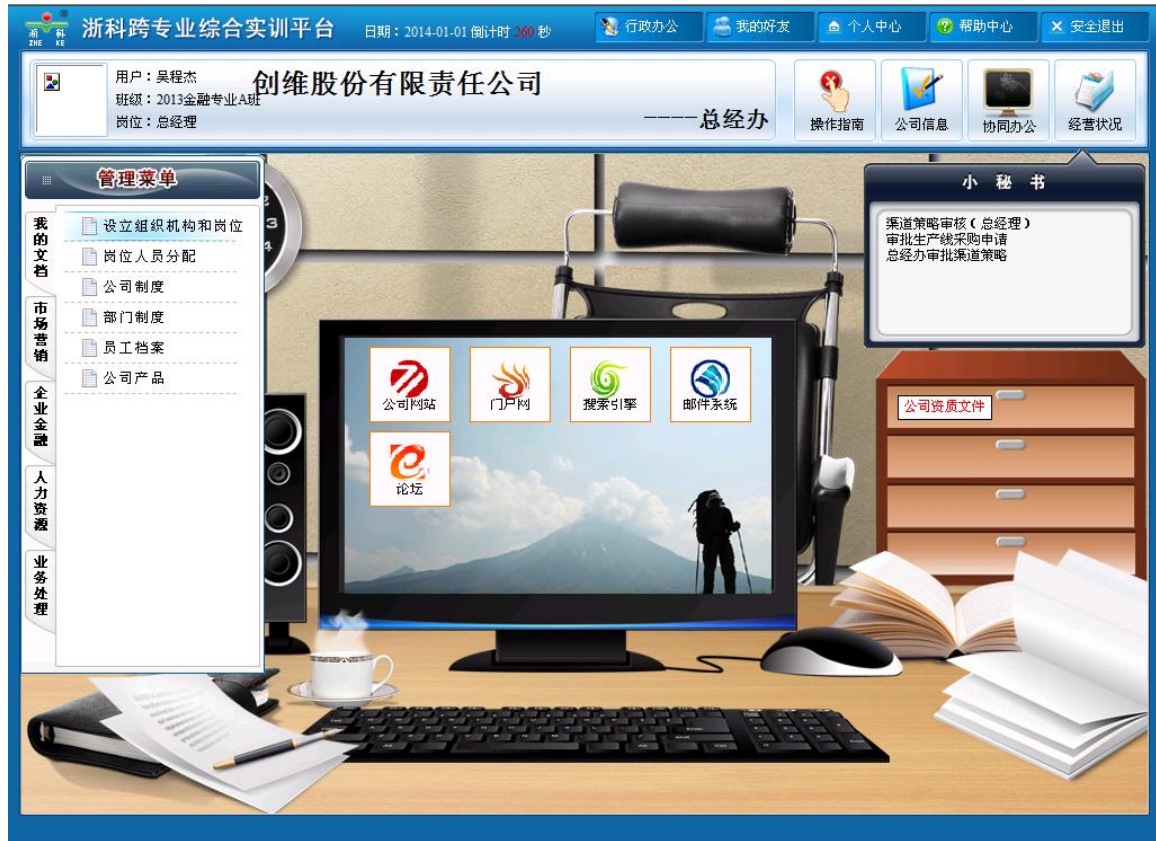 浙 科
ZHE KE
浙科跨专业综合实训平台
日期：2014-01-01 倒计时 260 秒
行政办公
我的好友
个人中心
帮助中心
安全退出
用户：吴程杰
班级：2013金融专业A班
岗位：总经理
创维股份有限责任公司
----总经办
操作指南
公司信息
协同办公
经营状况
管理菜单
我的文档
市场营销
企业金融
人力资源
业务处理
设立组织机构和岗位
岗位人员分配
公司制度
部门制度
员工档案
公司产品
公司网站
门户网
搜索引擎
邮件系统
论坛
小 秘 书
渠道策略审核（总经理）
审批生产线采购申请
总经办审批渠道策略
公司资质文件